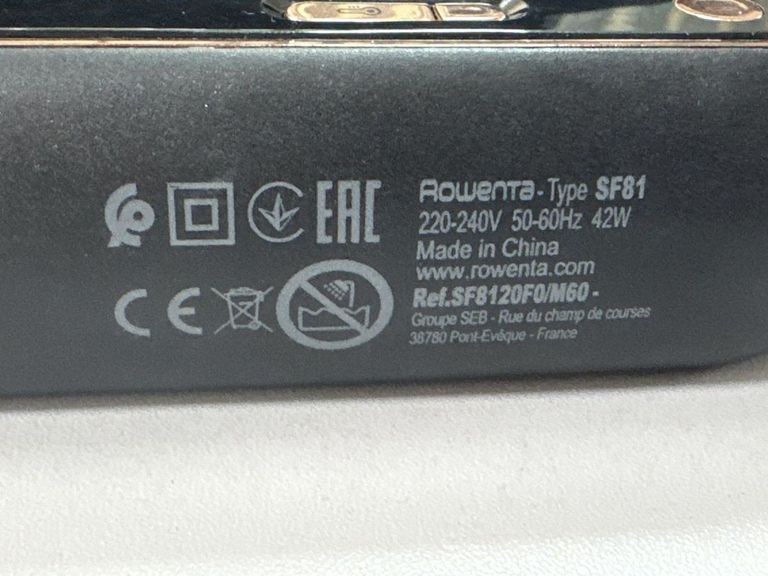 EAC
CE
Rowenta - Type SF81
220-240V 50-60Hz 42W
Made in China
www.rowenta.com
Ref.SF8120F0/M60 -
Groupe SEB - Rue du champ de courses
38780 Pont-Evêque - France